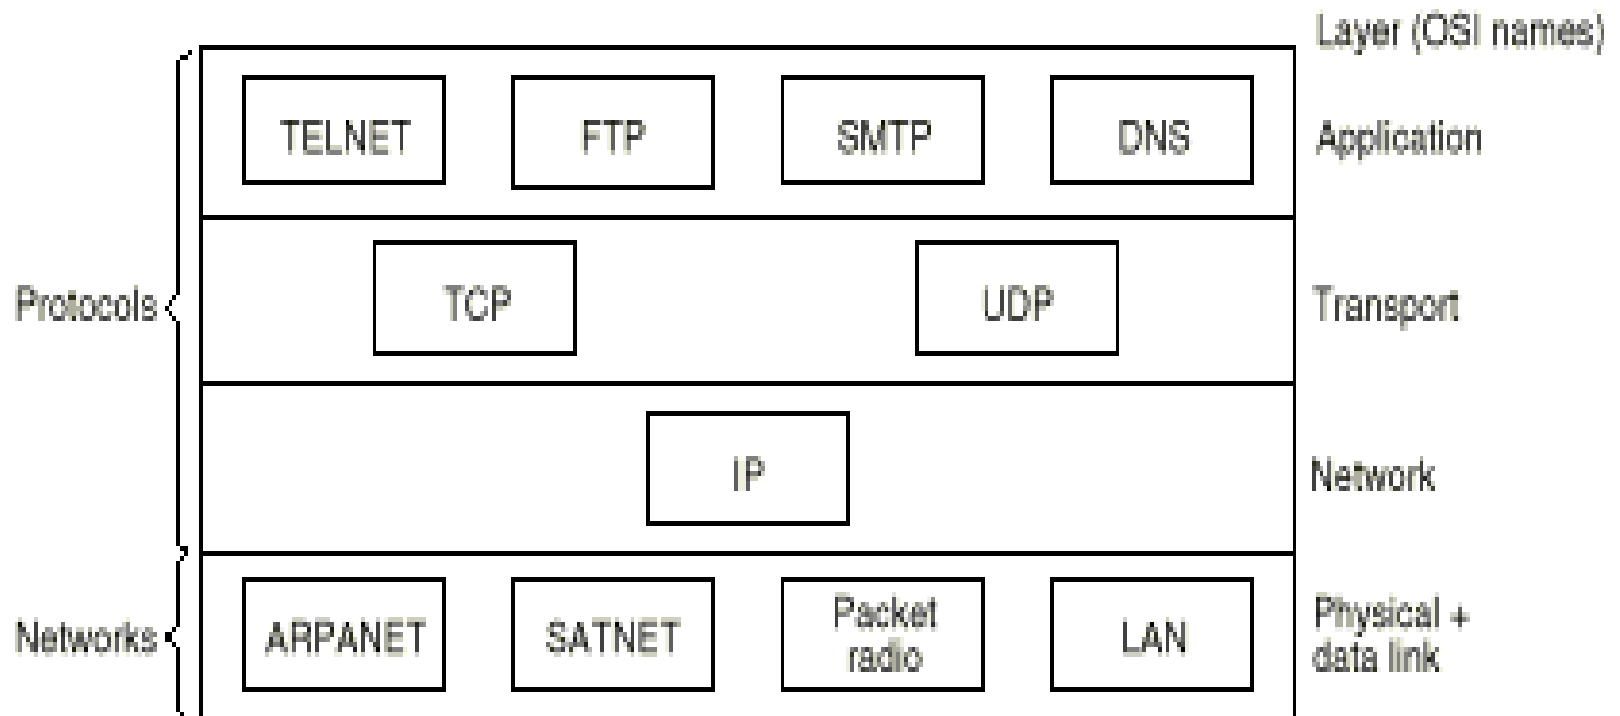 Layer (OSI names)
TELNET FTP SMTP DNS Application
Protocols TCP UDP Transport
IP Network
Networks ARPANET SATNET Packet radio LAN Physical +
data link